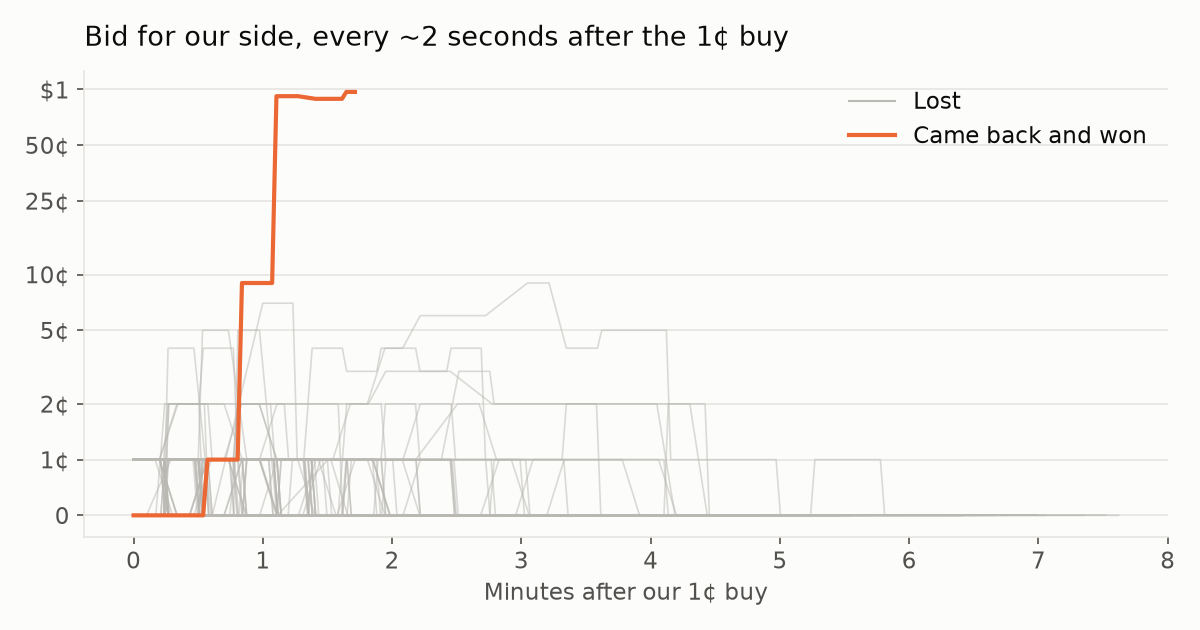 Bid for our side, every ~2 seconds after the 1¢ buy
$1
50¢
25¢
10¢
5¢
2¢
1¢
0
Lost
Came back and won
0 1 2 3 4 5 6 7 8
Minutes after our 1¢ buy